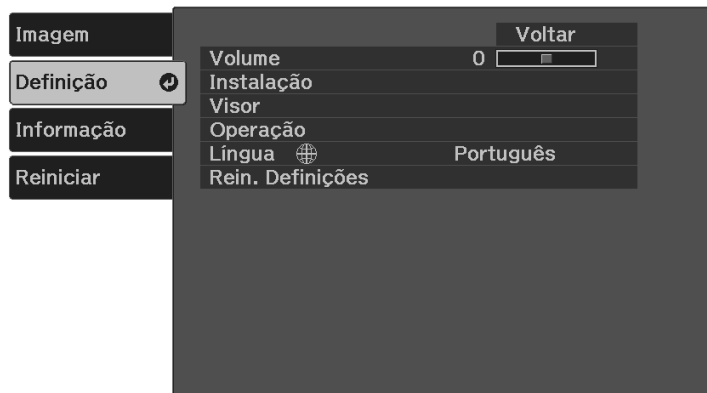 Imagem
Definição
Informação
Reiniciar
Voltar
Volume 0
Instalação
Visor
Operação
Língua Português
Rein. Definições